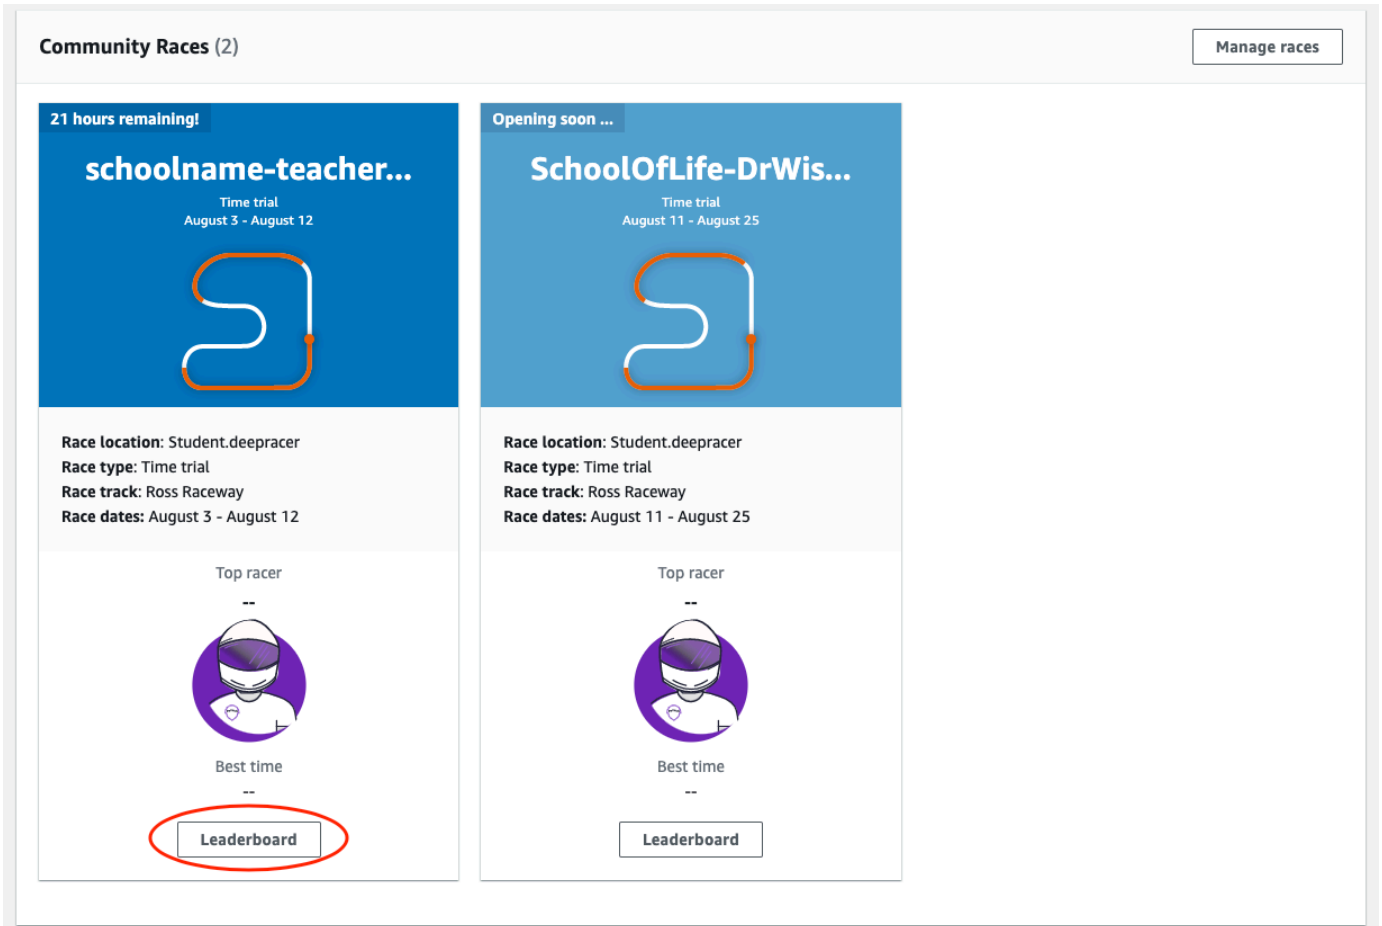 Community Races (2)
Manage races
21 hours remaining!
schoolname-teacher...
Time trial
August 3 - August 12
Race location: Student.deepracer
Race type: Time trial
Race track: Ross Raceway
Race dates: August 3 - August 12
Top racer
--
Best time
--
Leaderboard
Opening soon ...
SchoolOfLife-DrWis...
Time trial
August 11 - August 25
Race location: Student.deepracer
Race type: Time trial
Race track: Ross Raceway
Race dates: August 11 - August 25
Top racer
--
Best time
--
Leaderboard